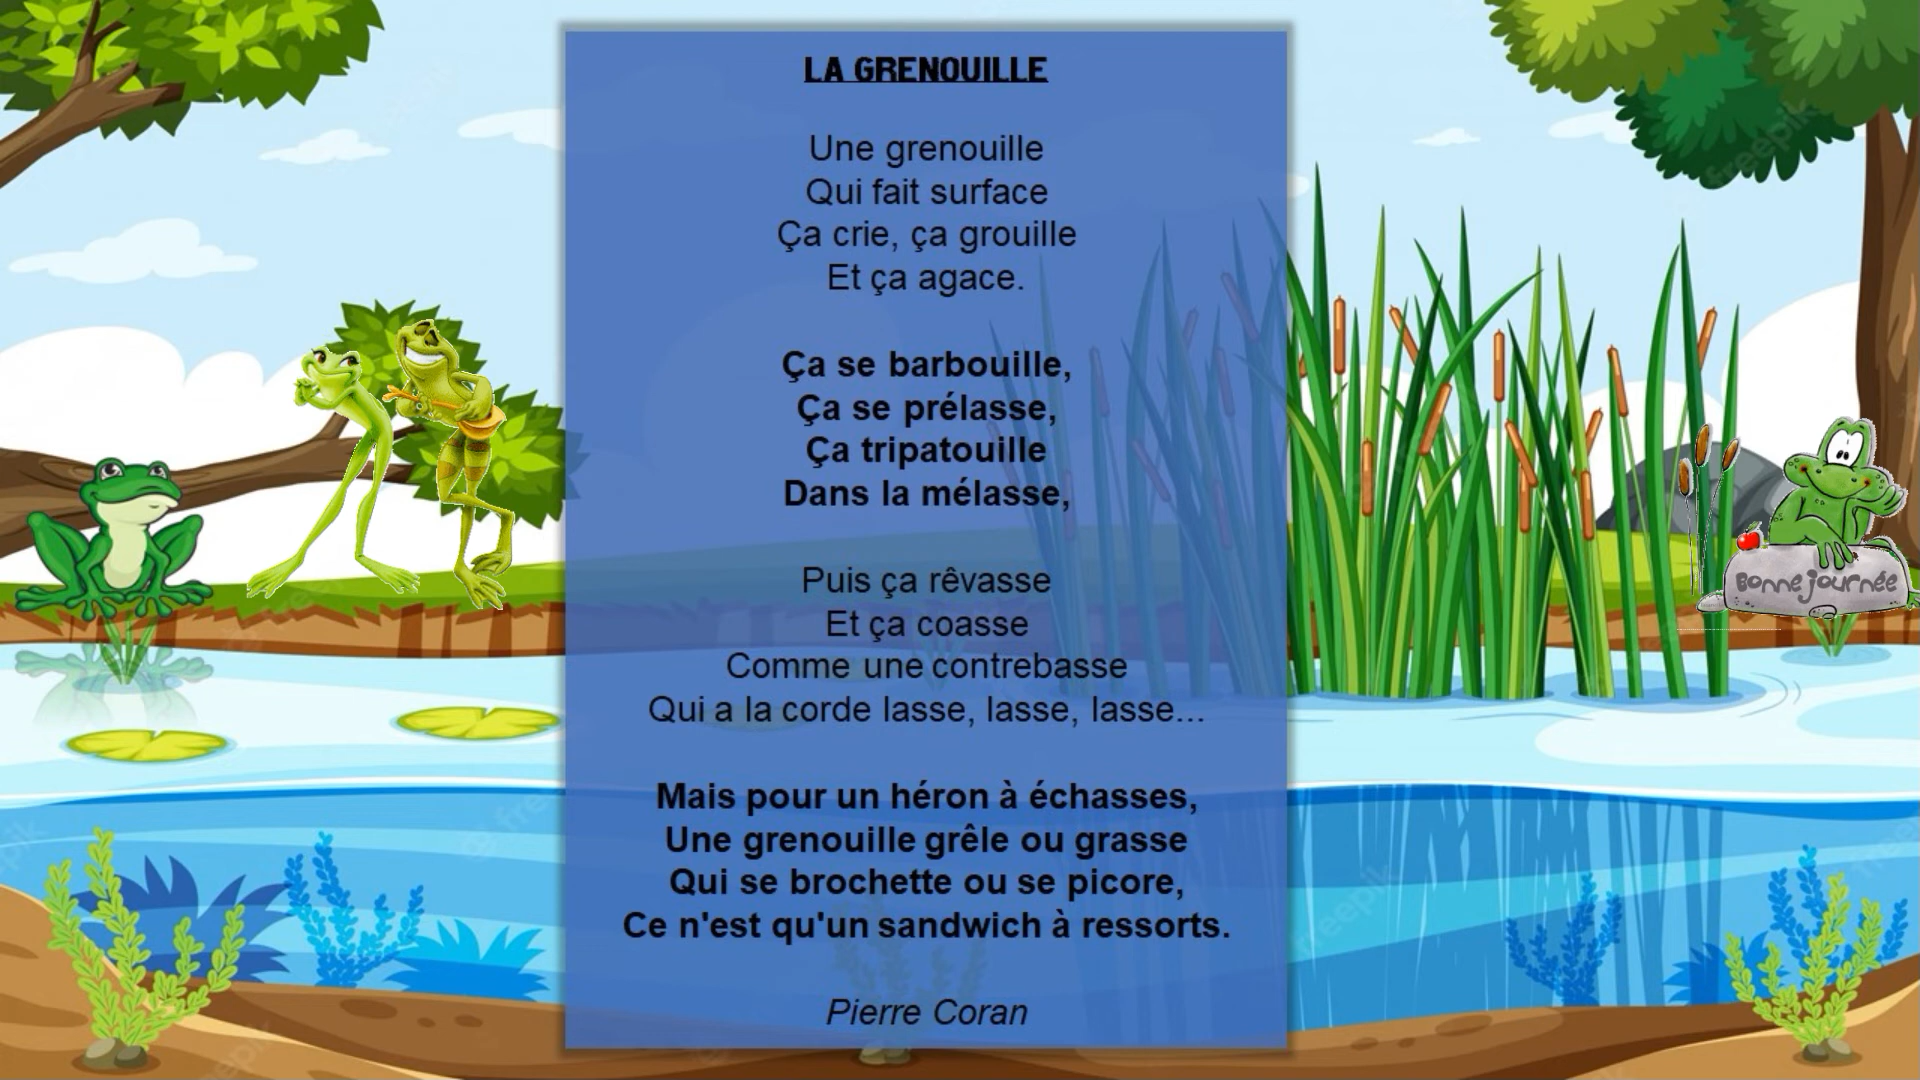 LA GRENOUILLE
Une grenouille
Qui fait surface
Ça crie, ça grouille
Et ça agace.
Ça se barbouille,
Ça se prélasse,
Ça tripatouille
Dans la mélasse,
Puis ça rêvasse
Et ça coasse
Comme une contrebasse
Qui a la corde lasse, lasse, lasse...
Mais pour un héron à échasses,
Une grenouille grêle ou grasse
Qui se brochette ou se picore,
Ce n'est qu'un sandwich à ressorts.
Pierre Coran
Bonne journée
freepik